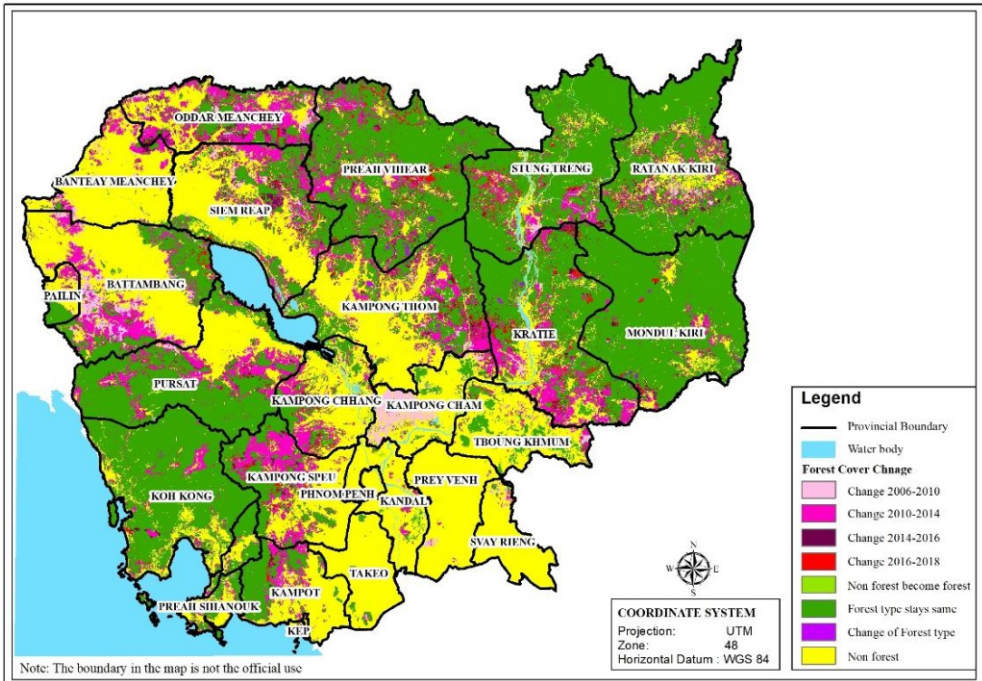 ODDAR MEANCHEY
PREAH VIHEAR
STUNG TRENG
RATANAK KIRI
BANTEAY MEANCHEY
SIEM REAP
BATTAMBANG
PAILIN
KAMPONG THOM
KRATIE
MONDUL KIRI
PURSAT
KAMPONG CHHANG
KAMPONG CHAM
TBOUNG KHMUM
KAMPONG SPEU
PREY VENH
PHNOM PENH
KANDAL
KOH KONG
SVAY RIENG
TAKEO
KAMPOT
PREAH SHIANOUK
KEP
N
W E
S
COORDINATE SYSTEM
Projection: UTM
Zone: 48
Horizontal Datum : WGS 84
Legend
Provincial Boundary
Water body
Forest Cover Chnage
Change 2006-2010
Change 2010-2014
Change 2014-2016
Change 2016-2018
Non forest become forest
Forest type stays same
Change of Forest type
Non forest
Note: The boundary in the map is not the official use